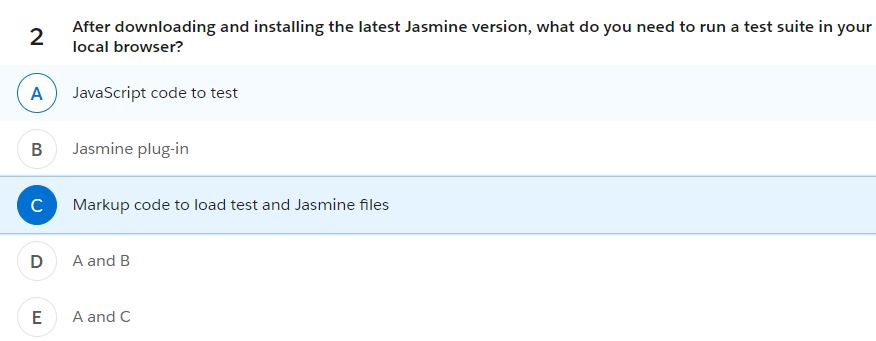 2
After downloading and installing the latest Jasmine version, what do you need to run a test suite in your
local browser?
A JavaScript code to test
B Jasmine plug-in
C Markup code to load test and Jasmine files
D A and B
E A and C